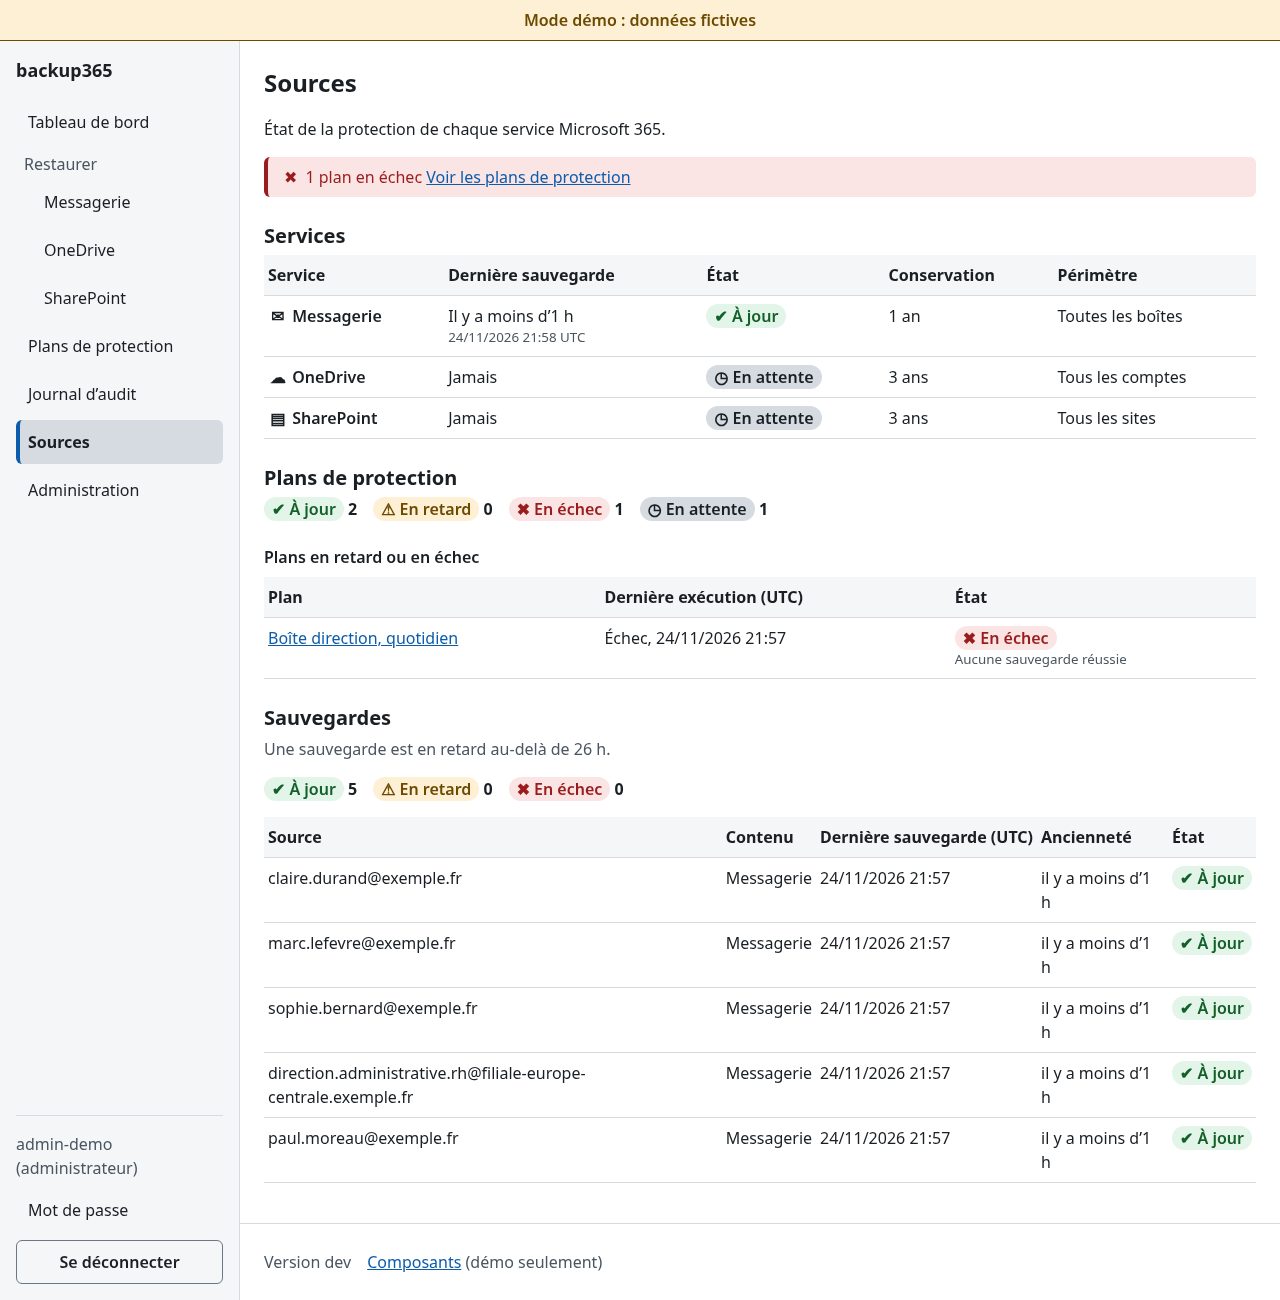 Mode démo : données fictives
backup365
Tableau de bord
Restaurer
Messagerie
OneDrive
SharePoint
Plans de protection
Journal d’audit
Sources
Administration
admin-demo
(administrateur)
Mot de passe
Se déconnecter
Sources
État de la protection de chaque service Microsoft 365.
✖ 1 plan en échec Voir les plans de protection
Services
Service Dernière sauvegarde État Conservation Périmètre
✉ Messagerie Il y a moins d’1 h ✔ À jour 1 an Toutes les boîtes
24/11/2026 21:58 UTC
☁ OneDrive Jamais ◷ En attente 3 ans Tous les comptes
▤ SharePoint Jamais ◷ En attente 3 ans Tous les sites
Plans de protection
✔ À jour 2 ⚠ En retard 0 ✖ En échec 1 ◷ En attente 1
Plans en retard ou en échec
Plan Dernière exécution (UTC) État
Boîte direction, quotidien Échec, 24/11/2026 21:57 ✖ En échec
Aucune sauvegarde réussie
Sauvegardes
Une sauvegarde est en retard au-delà de 26 h.
✔ À jour 5 ⚠ En retard 0 ✖ En échec 0
Source Contenu Dernière sauvegarde (UTC) Ancienneté État
claire.durand@exemple.fr Messagerie 24/11/2026 21:57 il y a moins d’1 ✔ À jour
h
marc.lefevre@exemple.fr Messagerie 24/11/2026 21:57 il y a moins d’1 ✔ À jour
h
sophie.bernard@exemple.fr Messagerie 24/11/2026 21:57 il y a moins d’1 ✔ À jour
h
direction.administrative.rh@filiale-europe- Messagerie 24/11/2026 21:57 il y a moins d’1 ✔ À jour
centrale.exemple.fr h
paul.moreau@exemple.fr Messagerie 24/11/2026 21:57 il y a moins d’1 ✔ À jour
h
Version dev Composants (démo seulement)